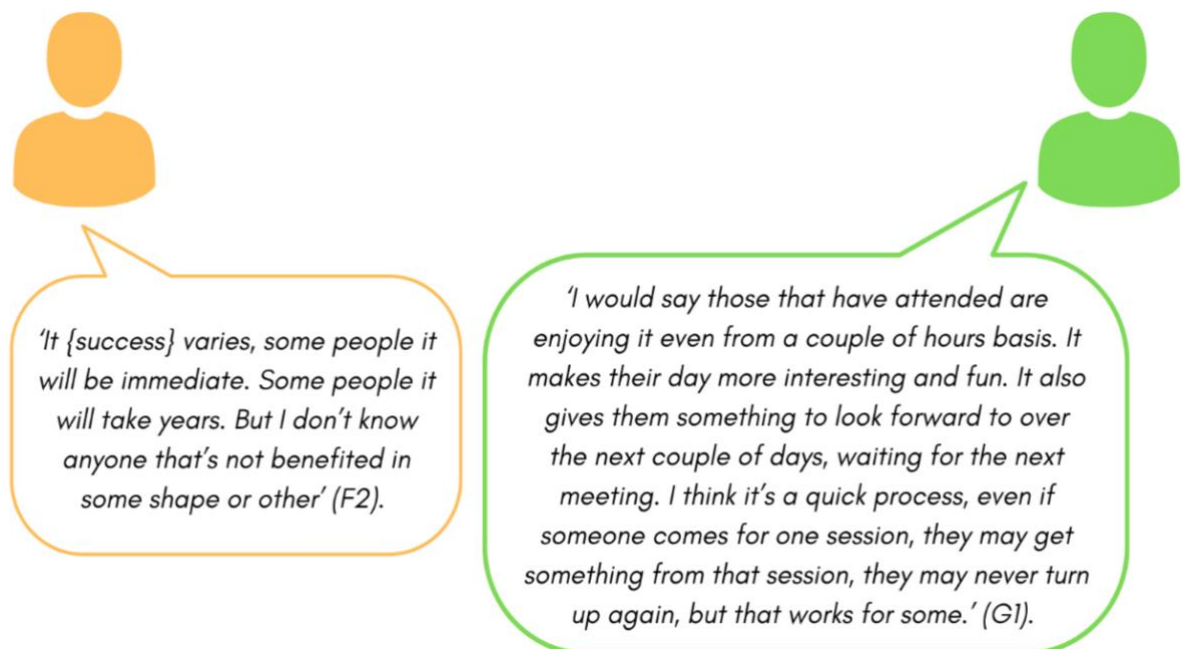 ‘It {success} varies, some people it
will be immediate. Some people it
will take years. But I don’t know
anyone that’s not benefited in
some shape or other’ (F2).
‘I would say those that have attended are
enjoying it even from a couple of hours basis. It
makes their day more interesting and fun. It also
gives them something to look forward to over
the next couple of days, waiting for the next
meeting. I think it’s a quick process, even if
someone comes for one session, they may get
something from that session, they may never turn
up again, but that works for some.’ (G1).